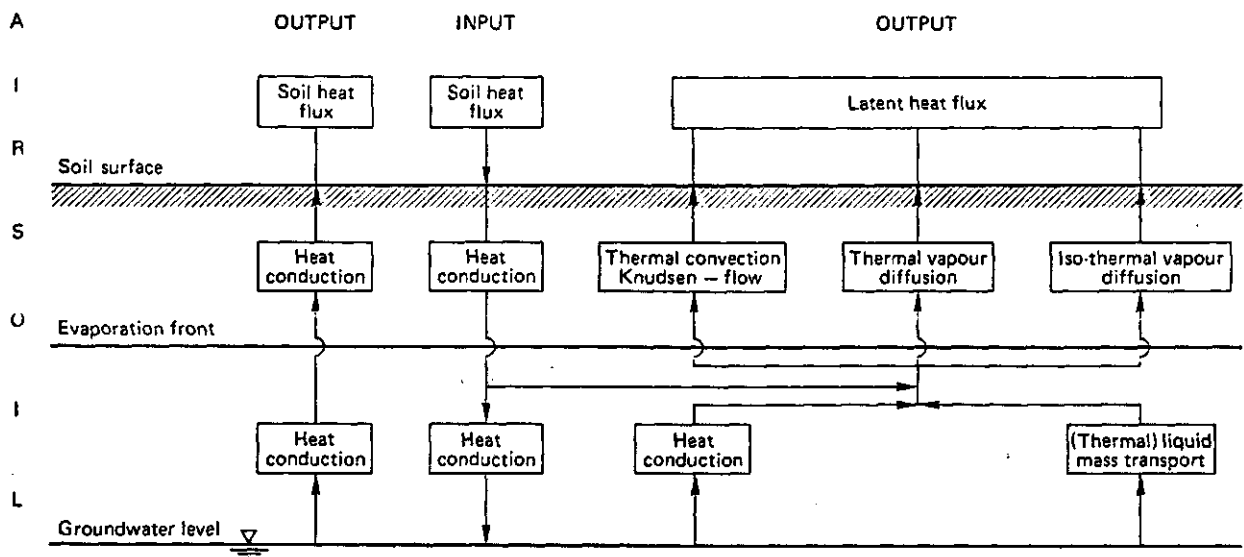 A
I
R
S
O
I
L
OUTPUT INPUT OUTPUT
Soil heat
flux
Soil heat
flux
Latent heat flux
Soil surface
Heat
conduction
Heat
conduction
Thermal convection
Knudsen – flow
Thermal vapour
diffusion
Iso-thermal vapour
diffusion
Evaporation front
Heat
conduction
Heat
conduction
Heat
conduction
(Thermal) liquid
mass transport
Groundwater level